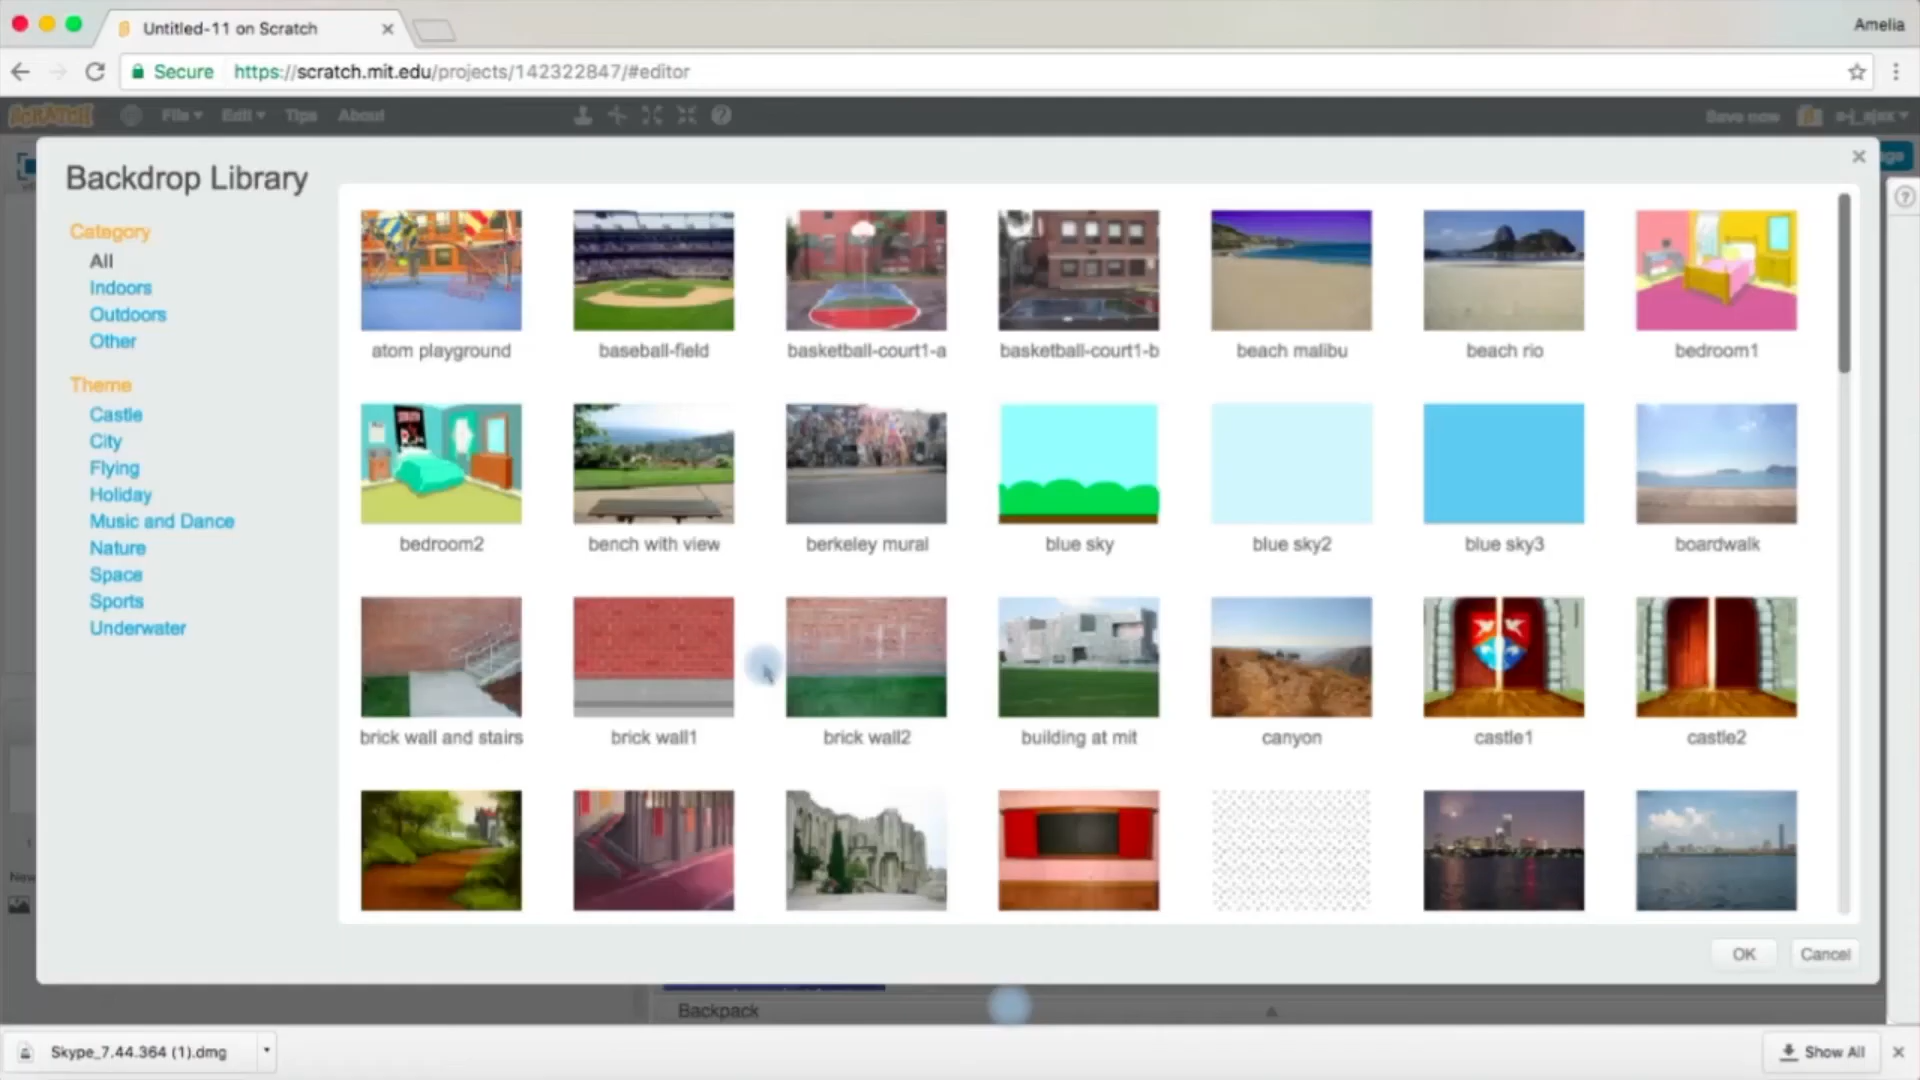 Untitled-11 on Scratch
Amelia
Secure https://scratch.mit.edu/projects/142322847/#editor
SCRATCH File Edit Tips About Save now
Backdrop Library
Category
All
Indoors
Outdoors
Other
Theme
Castle
City
Flying
Holiday
Music and Dance
Nature
Space
Sports
Underwater
atom playground baseball-field basketball-court1-a basketball-court1-b beach malibu beach rio bedroom1
bedroom2 bench with view berkeley mural blue sky blue sky2 blue sky3 boardwalk
brick wall and stairs brick wall1 brick wall2 building at mit canyon castle1 castle2
OK Cancel
New
Backpack
Skype_7.44.364 (1).dmg
Show All